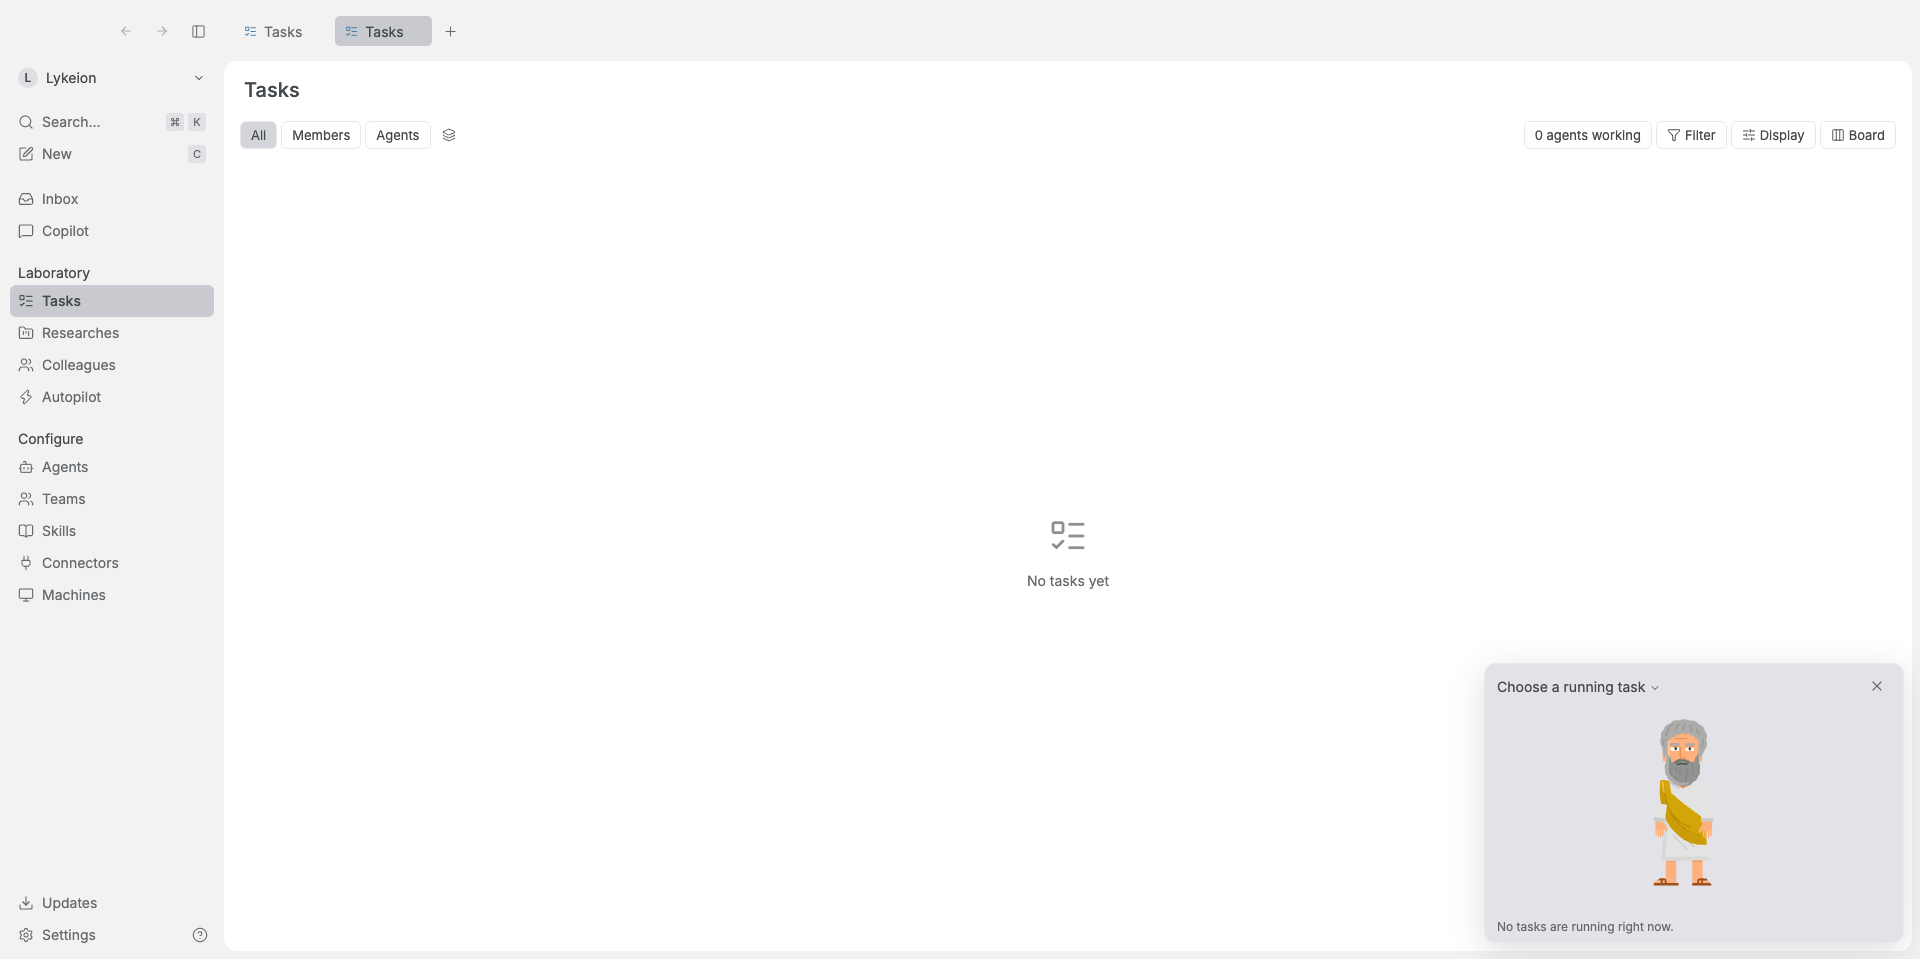 Tasks
Tasks
L Lykeion
Search... ⌘ K
New C
Inbox
Copilot
Laboratory
Tasks
Researches
Colleagues
Autopilot
Configure
Agents
Teams
Skills
Connectors
Machines
Updates
Settings
Tasks
All Members Agents
0 agents working Filter Display Board
No tasks yet
Choose a running task
No tasks are running right now.